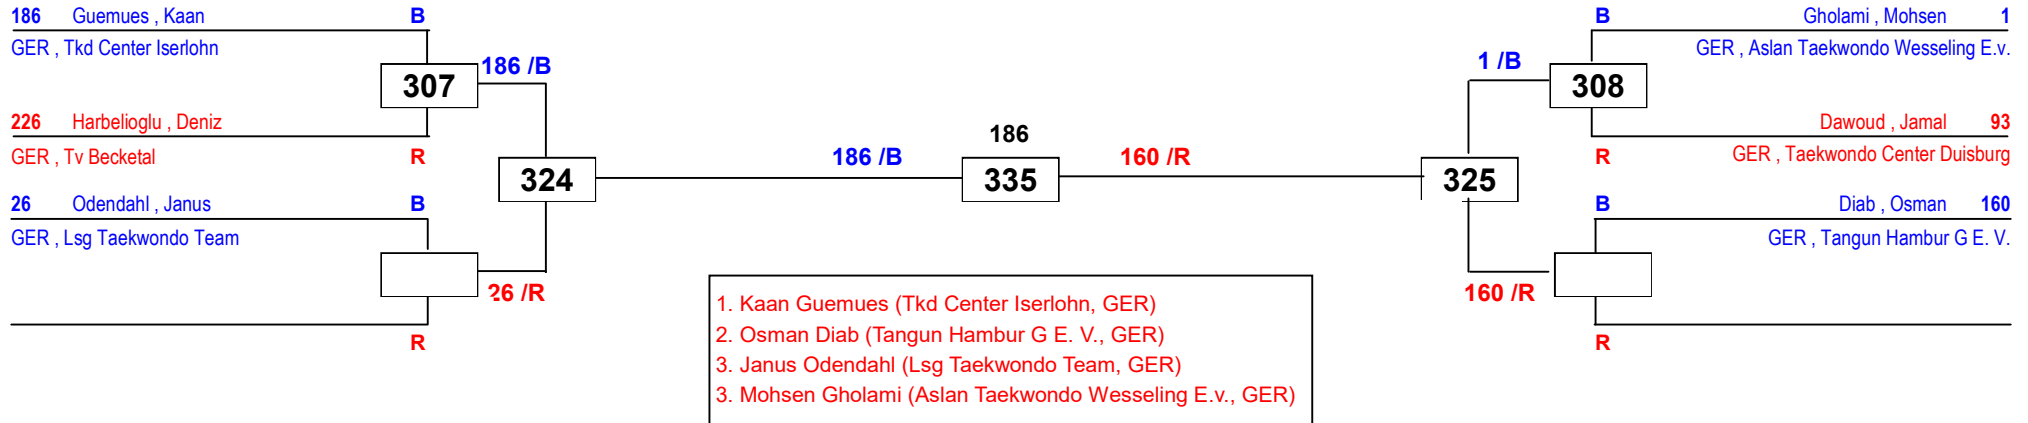 186 Guemues , Kaan B
GER , Tkd Center Iserlohn
307
186 /B
226 Harbelioglu , Deniz
GER , Tv Becketal R
324
26 Odendahl , Janus B
GER , Lsg Taekwondo Team
26 /R
R
186 /B
186
335
160 /R
B Gholami , Mohsen 1
GER , Aslan Taekwondo Wesseling E.v.
1 /B
308
Dawoud , Jamal 93
R GER , Taekwondo Center Duisburg
325
B Diab , Osman 160
GER , Tangun Hambur G E. V.
160 /R
R
1. Kaan Guemues (Tkd Center Iserlohn, GER)
2. Osman Diab (Tangun Hambur G E. V., GER)
3. Janus Odendahl (Lsg Taekwondo Team, GER)
3. Mohsen Gholami (Aslan Taekwondo Wesseling E.v., GER)